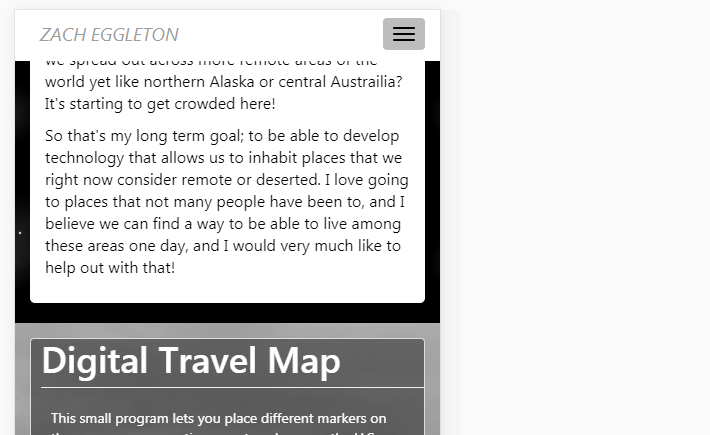 ZACH EGGLETON
we spread out across more remote areas of the
world yet like northern Alaska or central Austrailia?
It's starting to get crowded here!
So that's my long term goal; to be able to develop
technology that allows us to inhabit places that we
right now consider remote or deserted. I love going
to places that not many people have been to, and I
believe we can find a way to be able to live among
these areas one day, and I would very much like to
help out with that!
Digital Travel Map
This small program lets you place different markers on